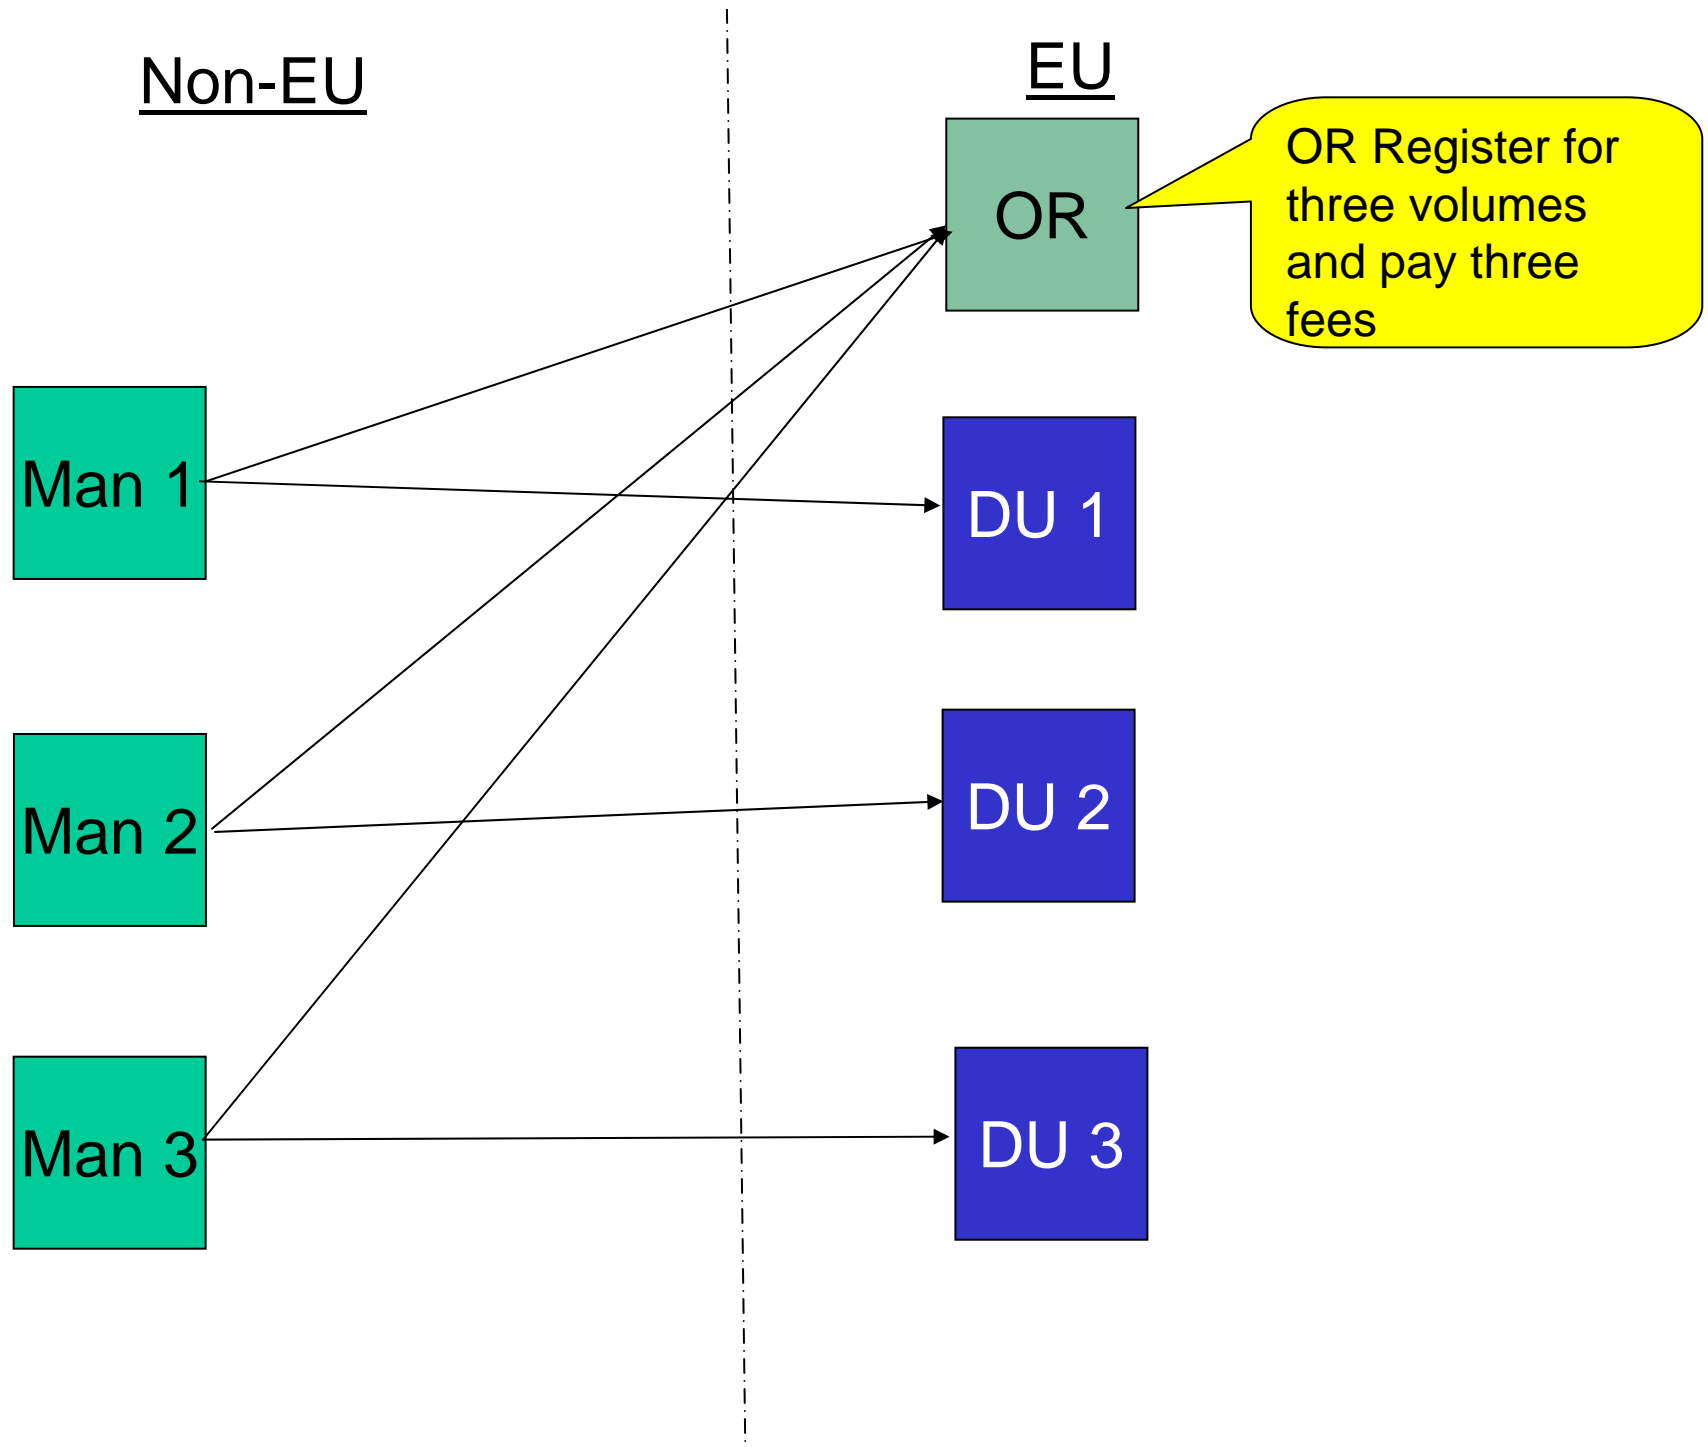 Non-EU
EU
OR
OR Register for
three volumes
and pay three
fees
Man 1
DU 1
Man 2
DU 2
Man 3
DU 3